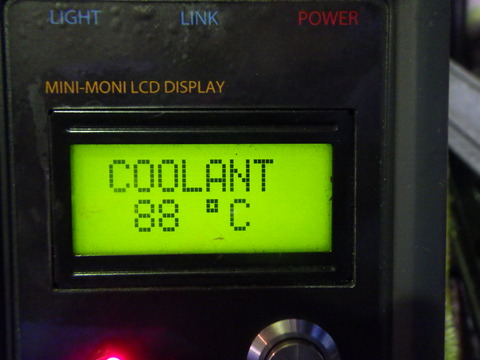 LIGHT LINK POWER
MINI-MONI LCD DISPLAY
COOLANT
88 °C